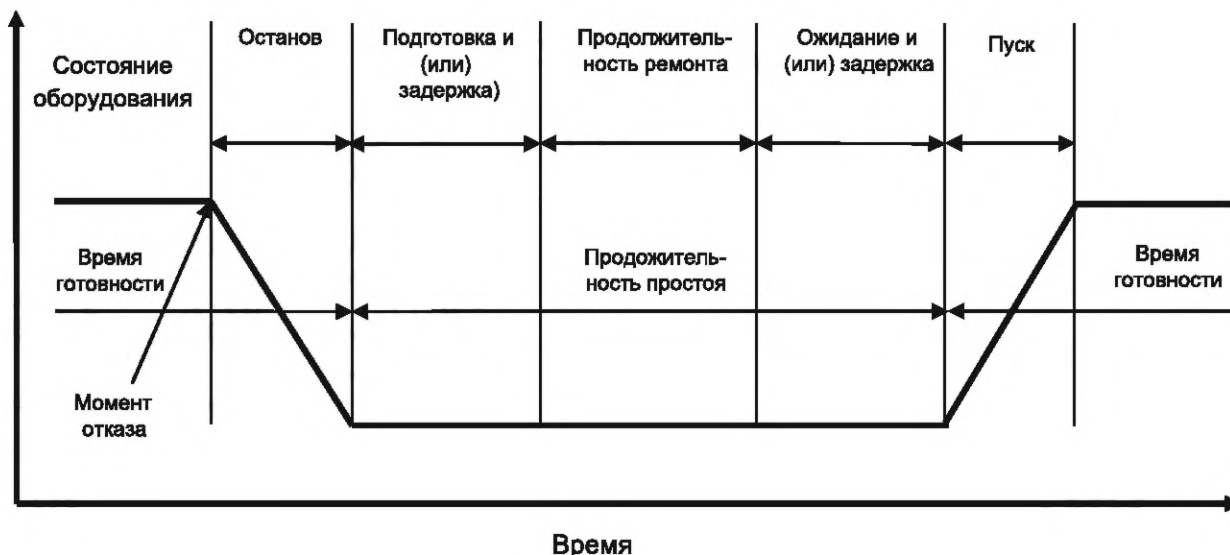 Состояние
оборудования
Останов
Подготовка и
(или)
задержка)
Продолжитель-
ность ремонта
Ожидание и
(или) задержка
Пуск
Время
готовности
Продожитель-
ность простоя
Время
готовности
Момент
отказа
Время